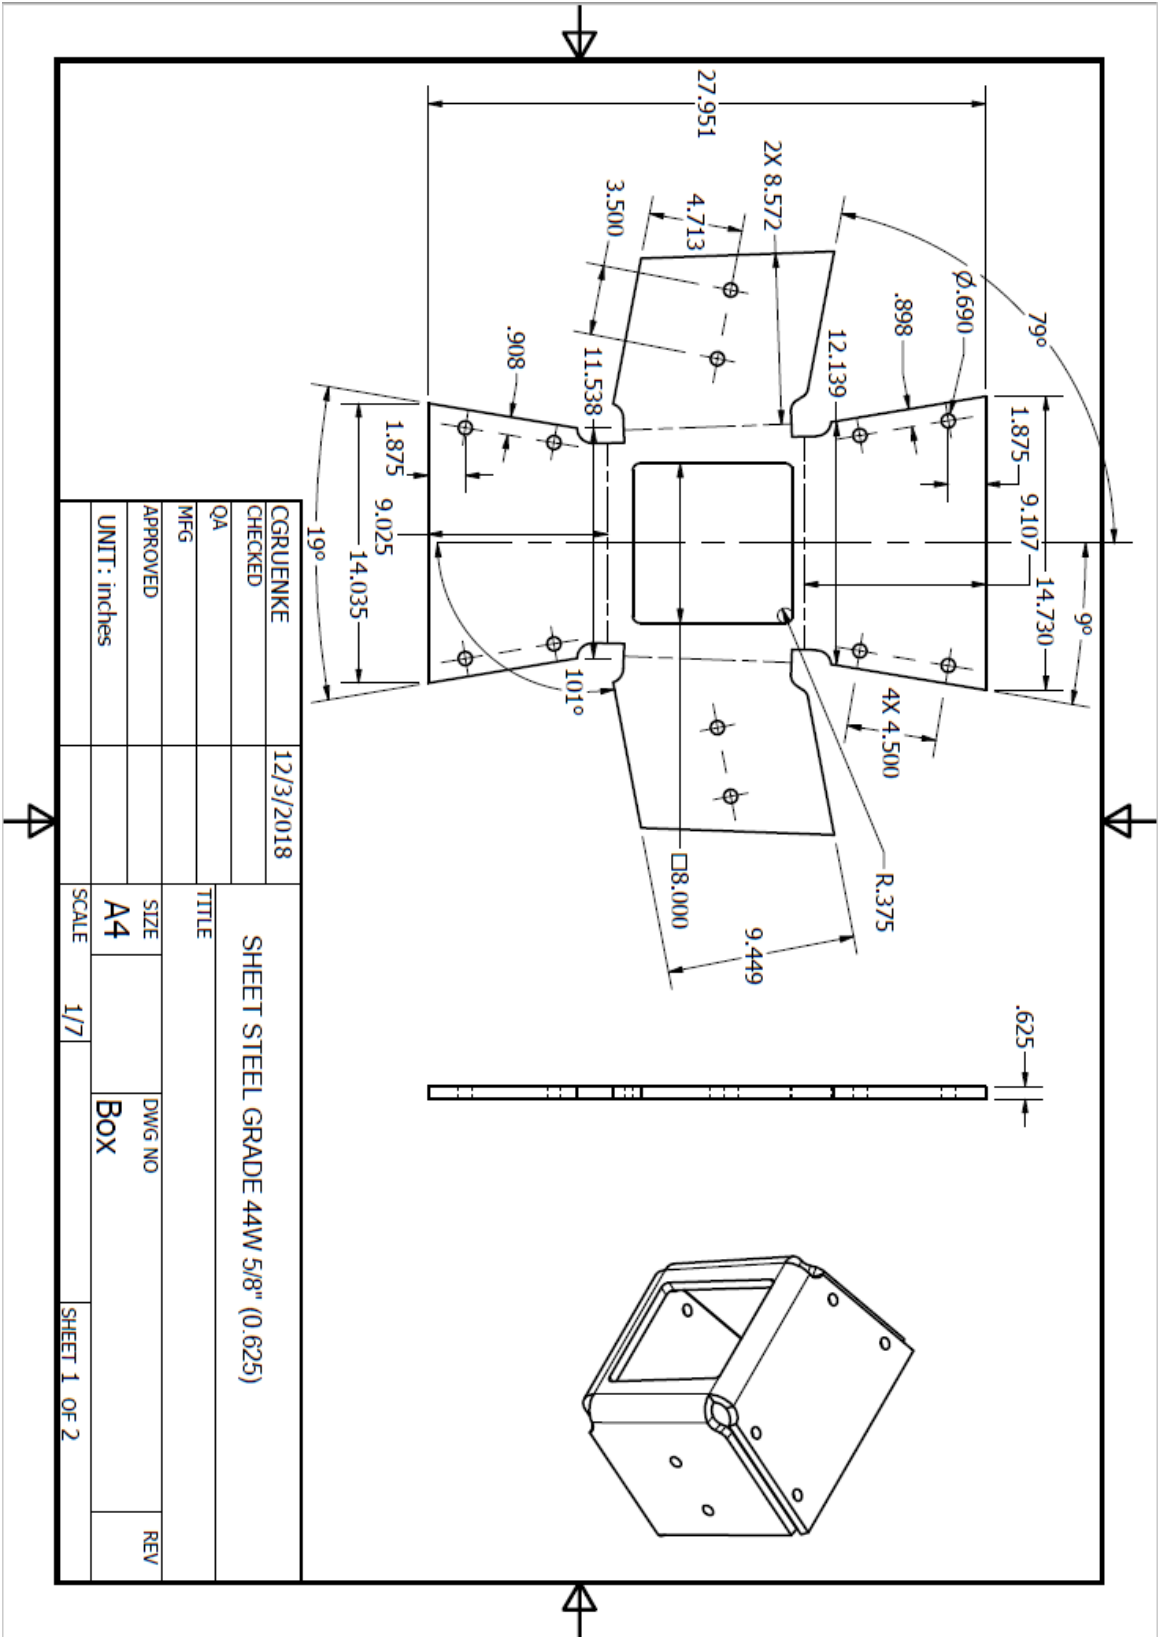 27.951
2X 8.572
4.713
3.500
79°
Ø.690
.898
12.139
11.538
.908
1.875
1.875
9.107
14.730
9°
9.025
14.035
19°
101°
4X 4.500
R.375
□8.000
9.449
.625
CGRUENKE
12/3/2018
CHECKED
QA
MFG
APPROVED
UNIT: inches
SHEET STEEL GRADE 44W 5/8" (0.625)
TITLE
SIZE
A4
DWG NO
Box
REV
SCALE
1/7
SHEET 1 OF 2